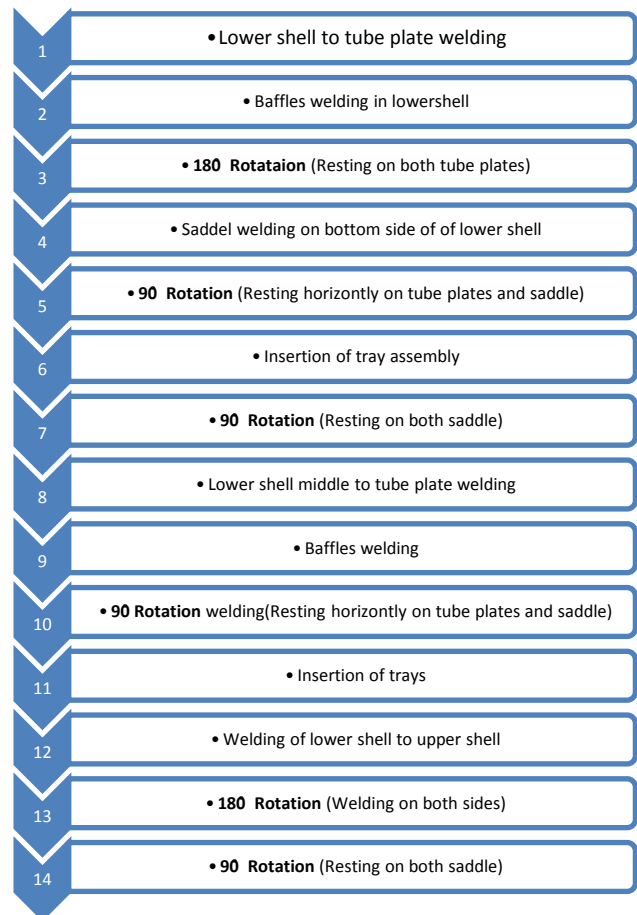 1
•Lower shell to tube plate welding
2
•Baffles welding in lowershell
3
•180 Rotataion (Resting on both tube plates)
4
•Saddel welding on bottom side of of lower shell
5
•90 Rotation (Resting horizontly on tube plates and saddle)
6
•Insertion of tray assembly
7
•90 Rotation (Resting on both saddle)
8
•Lower shell middle to tube plate welding
9
•Baffles welding
10
•90 Rotation welding(Resting horizontly on tube plates and saddle)
11
•Insertion of trays
12
•Welding of lower shell to upper shell
13
•180 Rotation (Welding on both sides)
14
•90 Rotation (Resting on both saddle)